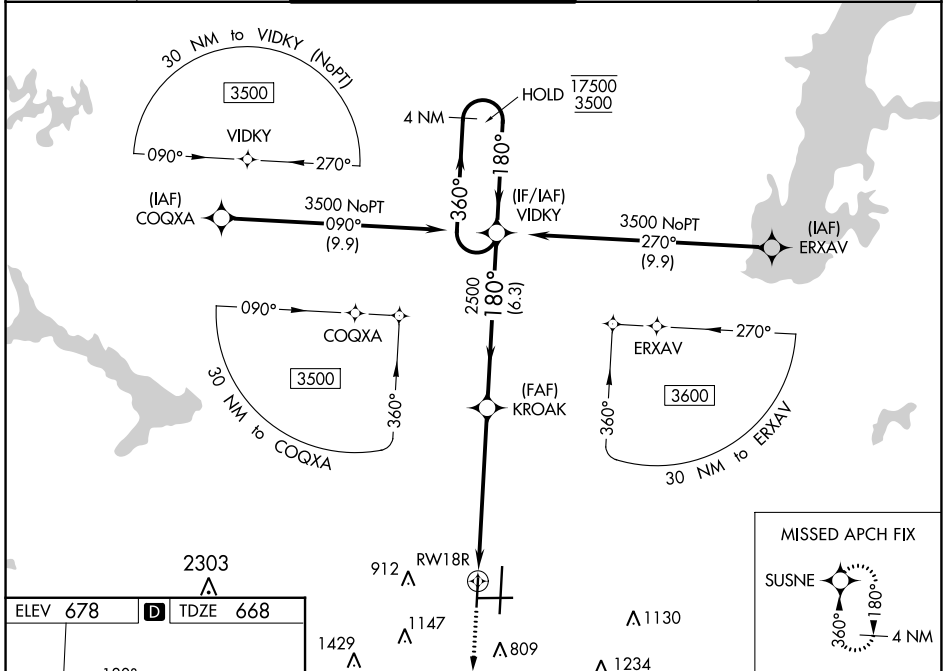 30 NM to VIDKY (NoPT)
3500
VIDKY
090°
270°
HOLD
17500
3500
4 NM
360°
180°
(IAF)
COQXA
3500 NoPT
090°
(9.9)
(IF/IAF)
VIDKY
3500 NoPT
270°
(9.9)
(IAF)
ERXAV
2500
180°
(6.3)
090°
COQXA
3500
360°
30 NM to COQXA
270°
ERXAV
3600
360°
30 NM to ERXAV
(FAF)
KROAK
MISSED APCH FIX
SUSNE
360°
180°
4 NM
2303
912
RW18R
1147
1429
809
1130
1234
ELEV 678
D
TDZE 668